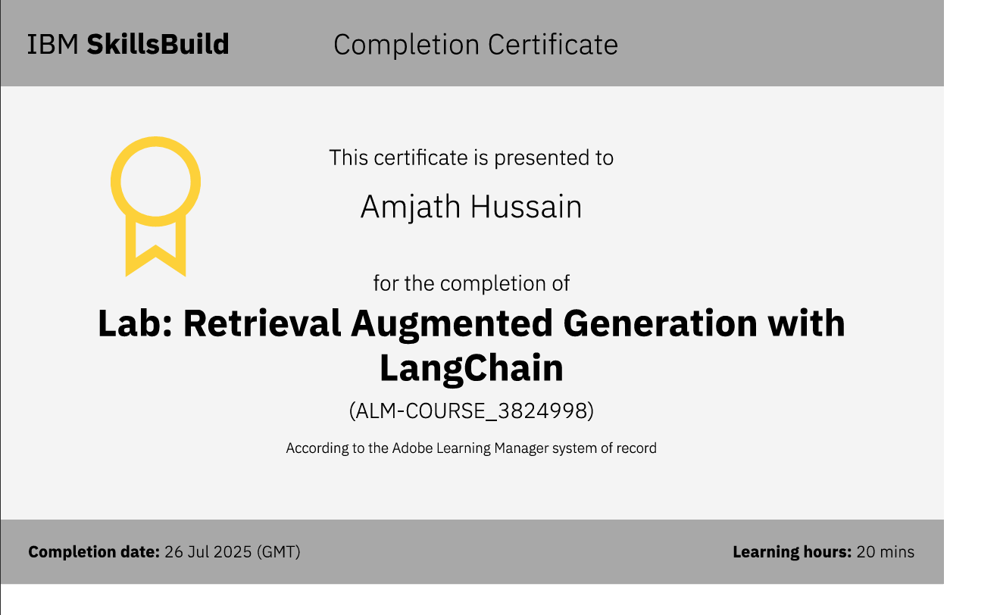 IBM SkillsBuild
Completion Certificate
This certificate is presented to
Amjath Hussain
for the completion of
Lab: Retrieval Augmented Generation with
LangChain
(ALM-COURSE_3824998)
According to the Adobe Learning Manager system of record
Completion date: 26 Jul 2025 (GMT)
Learning hours: 20 mins